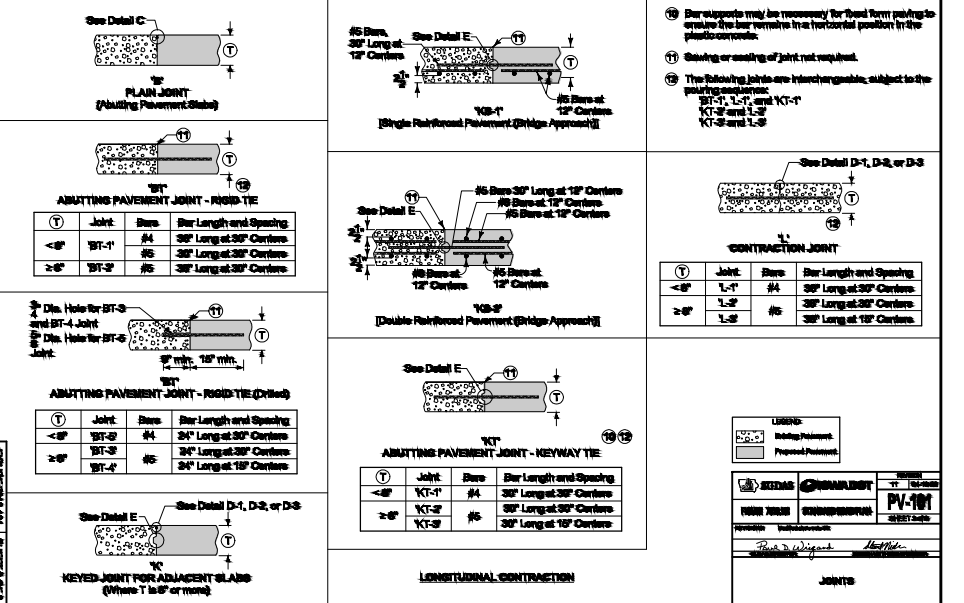 See Detail C
T
'B'
PLAIN JOINT
(Abutting Pavement Slabs)
11
T
'BT'
12
ABUTTING PAVEMENT JOINT - RIGID TIE
T Joint Bars Bar Length and Spacing
< 8" 'BT-1' #4 36" Long at 30" Centers
#5 30" Long at 30" Centers
≥ 8" 'BT-2' #5 36" Long at 30" Centers
Dia. Hole for BT-3
and BT-4 Joint
Dia. Hole for BT-5
Joint
11
T
9" min. 15" min.
'BT'
ABUTTING PAVEMENT JOINT - RIGID TIE (Drilled)
T Joint Bars Bar Length and Spacing
< 8" 'BT-5' #4 24" Long at 30" Centers
≥ 8" 'BT-3' #5 24" Long at 30" Centers
'BT-4' 24" Long at 15" Centers
See Detail D-1, D-2, or D-3
See Detail E
T
'K'
KEYED JOINT FOR ADJACENT SLABS
(Where T is 8" or more)
#5 Bars,
30" Long at
12" Centers
See Detail E
11
T
2½"
#5 Bars at
12" Centers
'KS-1'
[Single Reinforced Pavement (Bridge Approach)]
#5 Bars 30" Long at 12" Centers
11
See Detail E
#5 Bars at 12" Centers
2½"
2½"
12" Centers
#5 Bars at
12" Centers
'KS-2'
[Double Reinforced Pavement (Bridge Approach)]
See Detail E
11
T
'KT'
10 12
ABUTTING PAVEMENT JOINT - KEYWAY TIE
T Joint Bars Bar Length and Spacing
< 8" 'KT-1' #4 30" Long at 30" Centers
≥ 8" 'KT-2' #5 30" Long at 30" Centers
'KT-3' 30" Long at 15" Centers
LONGITUDINAL CONTRACTION
10 Bar supports may be necessary for fixed form paving to
ensure the bar remains in a horizontal position in the
plastic concrete.
11 Sawing or sealing of joint not required.
12 The following joints are interchangeable, subject to the
pouring sequence:
'BT-1', 'L-1', and 'KT-1'
'KT-2' and 'L-2'
'KT-3' and 'L-3'
See Detail D-1, D-2, or D-3
T
12
'L'
CONTRACTION JOINT
T Joint Bars Bar Length and Spacing
< 8" 'L-1' #4 36" Long at 30" Centers
≥ 8" 'L-2' #5 36" Long at 30" Centers
'L-3' 36" Long at 15" Centers
LEGEND:
Existing Pavement
Proposed Pavement
SUDAS IOWADOT
REVISION
11
PV-101
Paul D. Wiegand
JOINTS